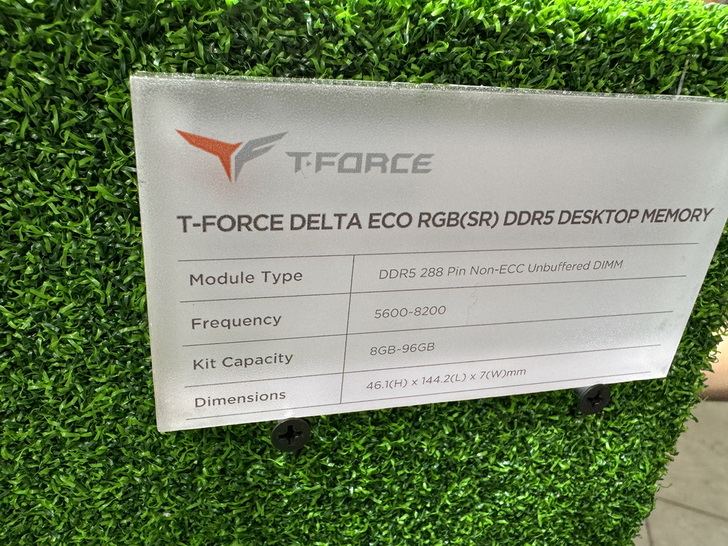 T-FORCE
T-FORCE DELTA ECO RGB(SR) DDR5 DESKTOP MEMORY
Module Type DDR5 288 Pin Non-ECC Unbuffered DIMM
Frequency 5600-8200
Kit Capacity 8GB-96GB
Dimensions 46.1(H) x 144.2(L) x 7(W)mm